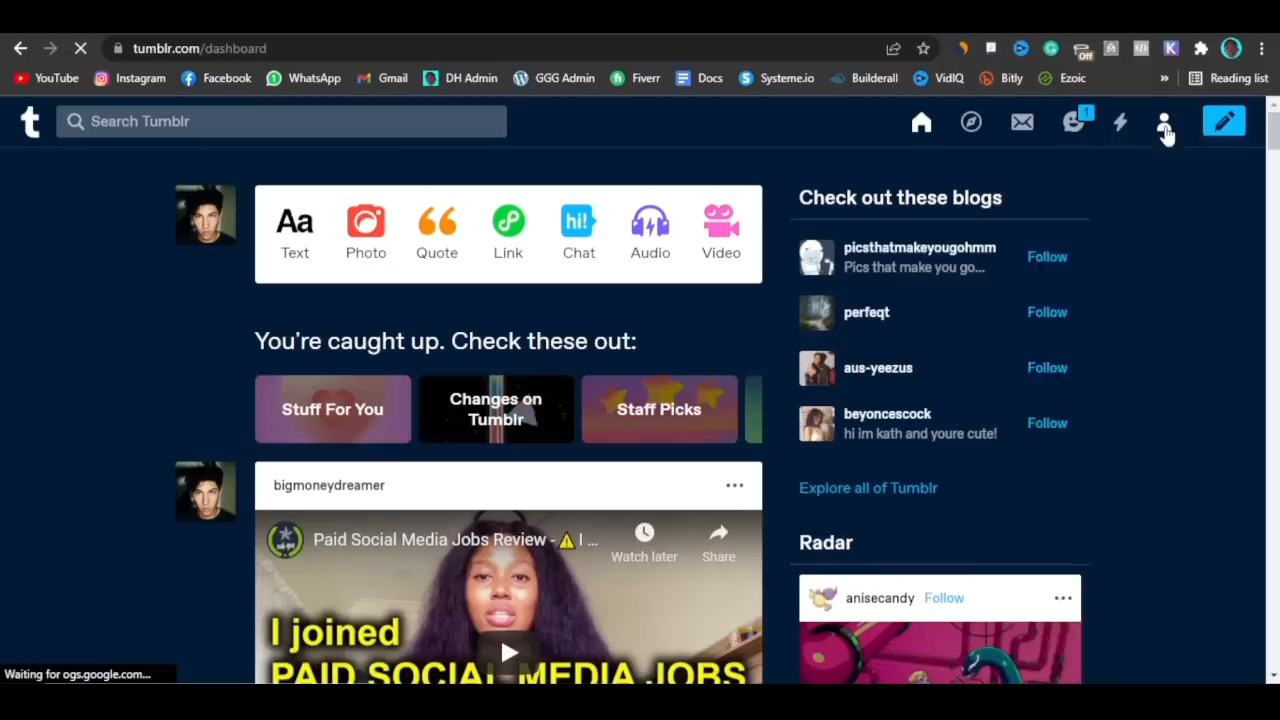 tumblr.com/dashboard
Off
YouTube Instagram Facebook WhatsApp Gmail DH Admin GGG Admin Fiverr Docs Systeme.io Builderall VidIQ Bitly Ezoic » Reading list
t Search Tumblr
1
Aa
hi!
Text Photo Quote Link Chat Audio Video
You're caught up. Check these out:
Stuff For You
Changes on
Tumblr
Staff Picks
bigmoneydreamer
Paid Social Media Jobs Review - ⚠ I ...
Watch later
Share
I joined
PAID SOCIAL MEDIA JOBS
Check out these blogs
picsthatmakeyougohmm
Pics that make you go...
Follow
perfeqt
Follow
aus-yeezus
Follow
beyoncescock
hi im kath and youre cute!
Follow
Explore all of Tumblr
Radar
anisecandy Follow
Waiting for ogs.google.com...